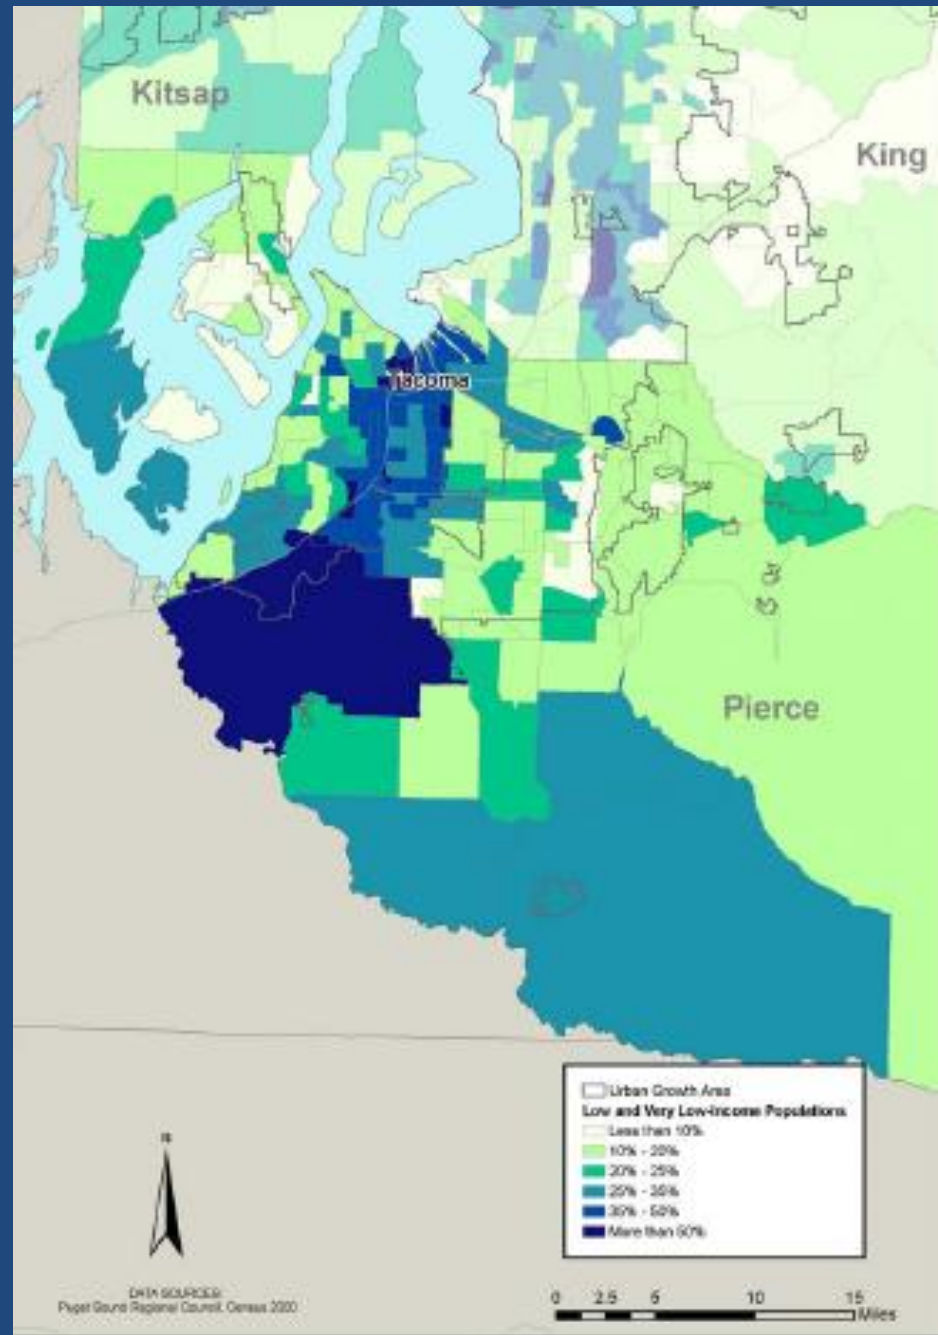 Kitsap
King
Tacoma
Pierce
Urban Growth Area
Low and Very Low-Income Populations
Less than 10%
10% - 20%
20% - 25%
25% - 35%
35% - 50%
More than 50%
N
DATA SOURCES:
Puget Sound Regional Council, Census 2000
0 2.5 5 10 15
Miles